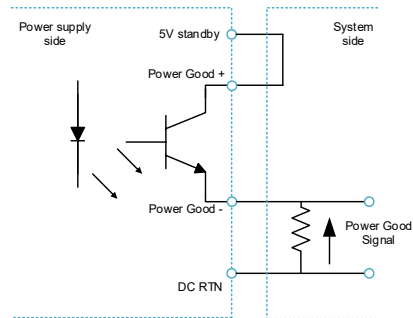 Power supply
side
5V standby
System
side
Power Good +
Power Good -
Power Good
Signal
DC RTN